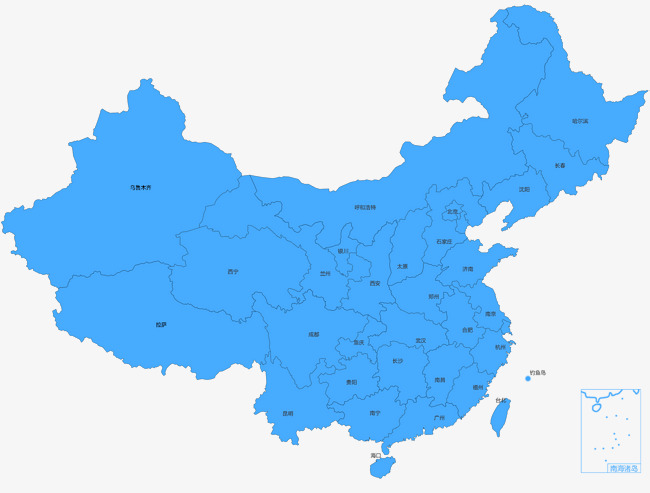 哈尔滨
长春
乌鲁木齐
沈阳
呼和浩特
北京
石家庄
银川
太原
济南
西宁
兰州
西安
郑州
南京
拉萨
合肥
成都
重庆
武汉
杭州
长沙
钓鱼岛
南昌
贵阳
福州
台北
昆明
南宁
广州
海口
南海诸岛